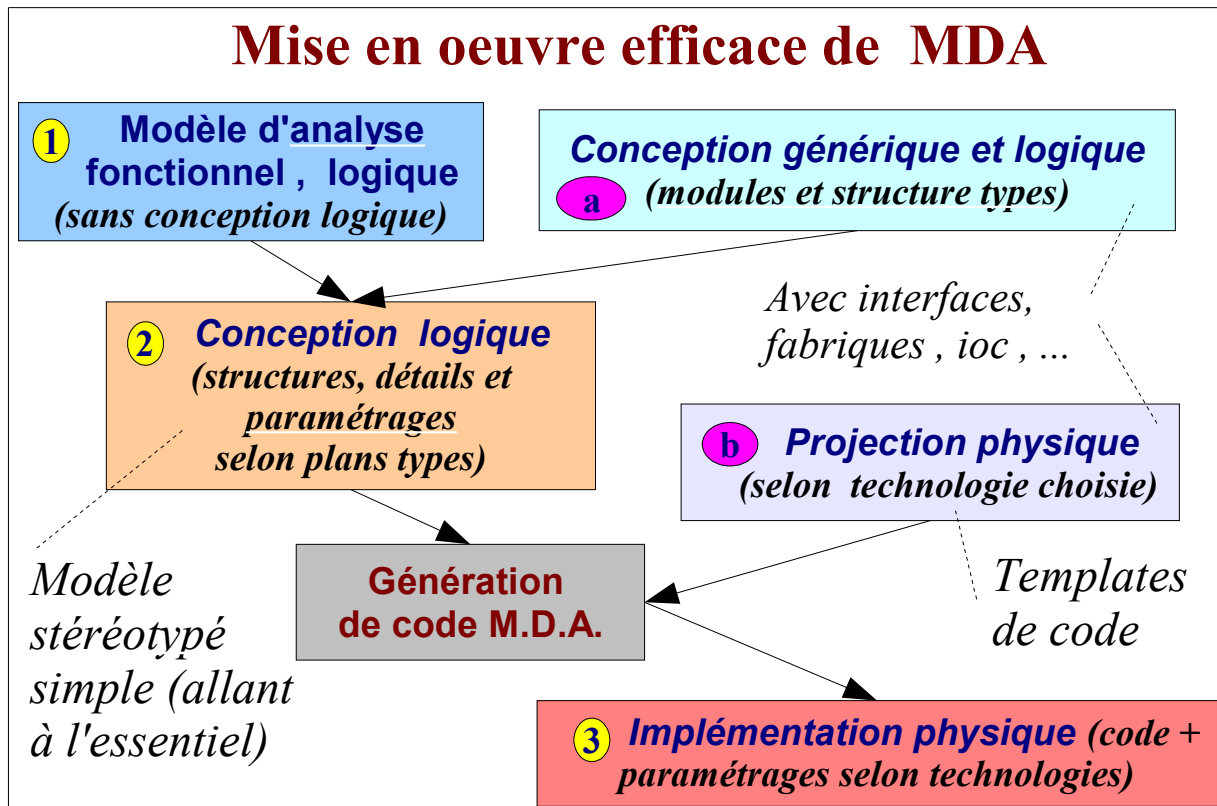 Mise en oeuvre efficace de MDA
1 Modèle d'analyse
fonctionnel , logique
(sans conception logique)
Conception générique et logique
a (modules et structure types)
Avec interfaces,
fabriques , ioc , ...
2 Conception logique
(structures, détails et
paramétrages
selon plans types)
b Projection physique
(selon technologie choisie)
Modèle
stéréotypé
simple (allant
à l'essentiel)
Génération
de code M.D.A.
Templates
de code
3 Implémentation physique (code +
paramétrages selon technologies)